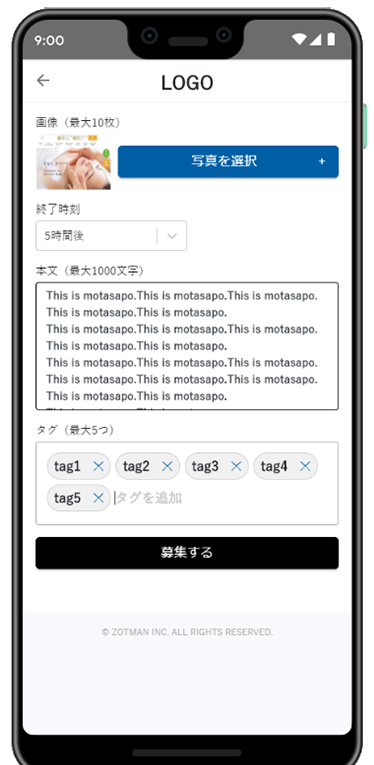 9:00
LOGO
画像（最大10枚）
写真を選択 +
終了時刻
5時間後
本文（最大1000文字）
This is motasapo.This is motasapo.This is motasapo.
This is motasapo.This is motasapo.
This is motasapo.This is motasapo.This is motasapo.
This is motasapo.This is motasapo.
This is motasapo.This is motasapo.This is motasapo.
This is motasapo.This is motasapo.This is motasapo.
This is motasapo.This is motasapo.
タグ（最大5つ）
tag1 × tag2 × tag3 × tag4 ×
tag5 × タグを追加
募集する
© ZOTMAN INC. ALL RIGHTS RESERVED.